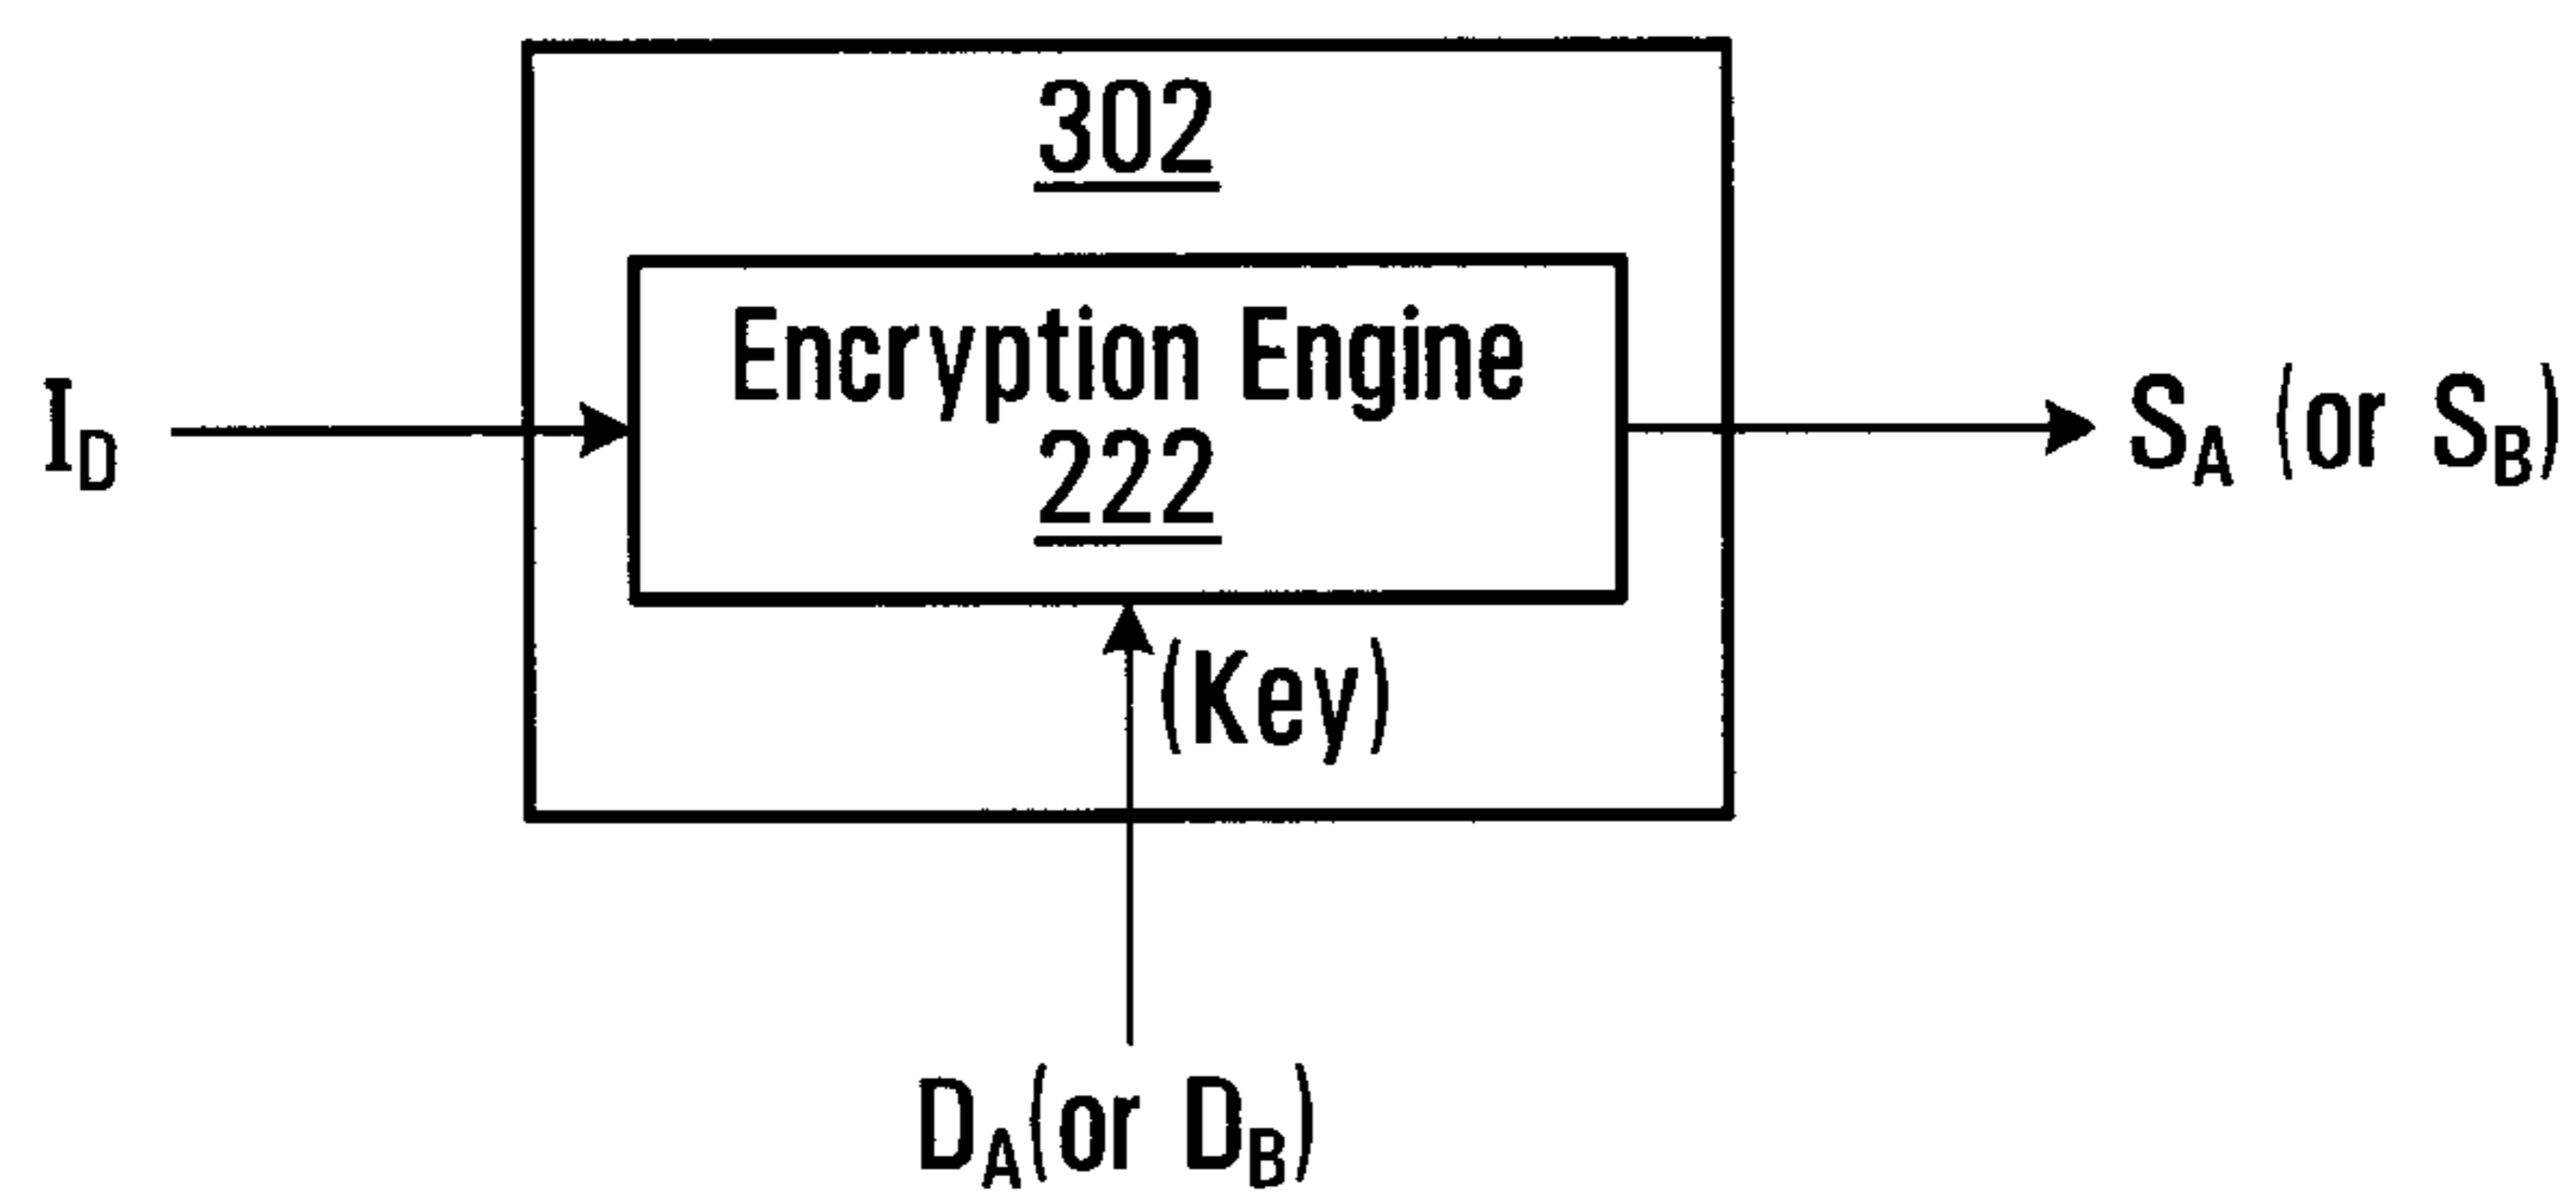 302
Encryption Engine
222
I_D
S_A (or S_B)
(Key)
D_A(or D_B)